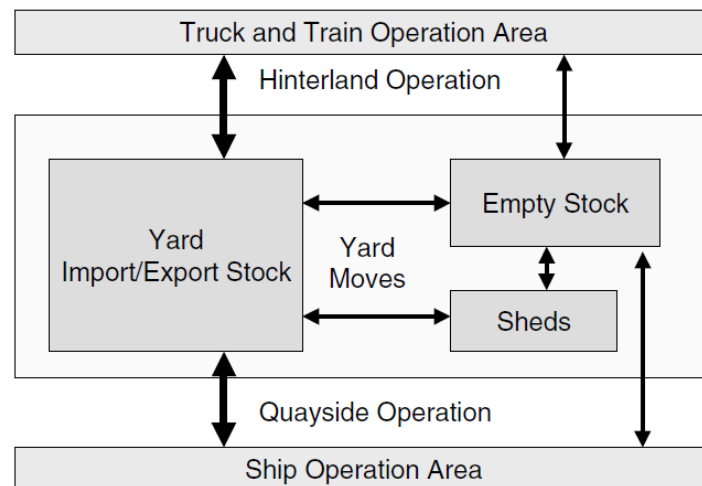 Truck and Train Operation Area
Hinterland Operation
Yard
Import/Export Stock
Yard
Moves
Empty Stock
Sheds
Quayside Operation
Ship Operation Area